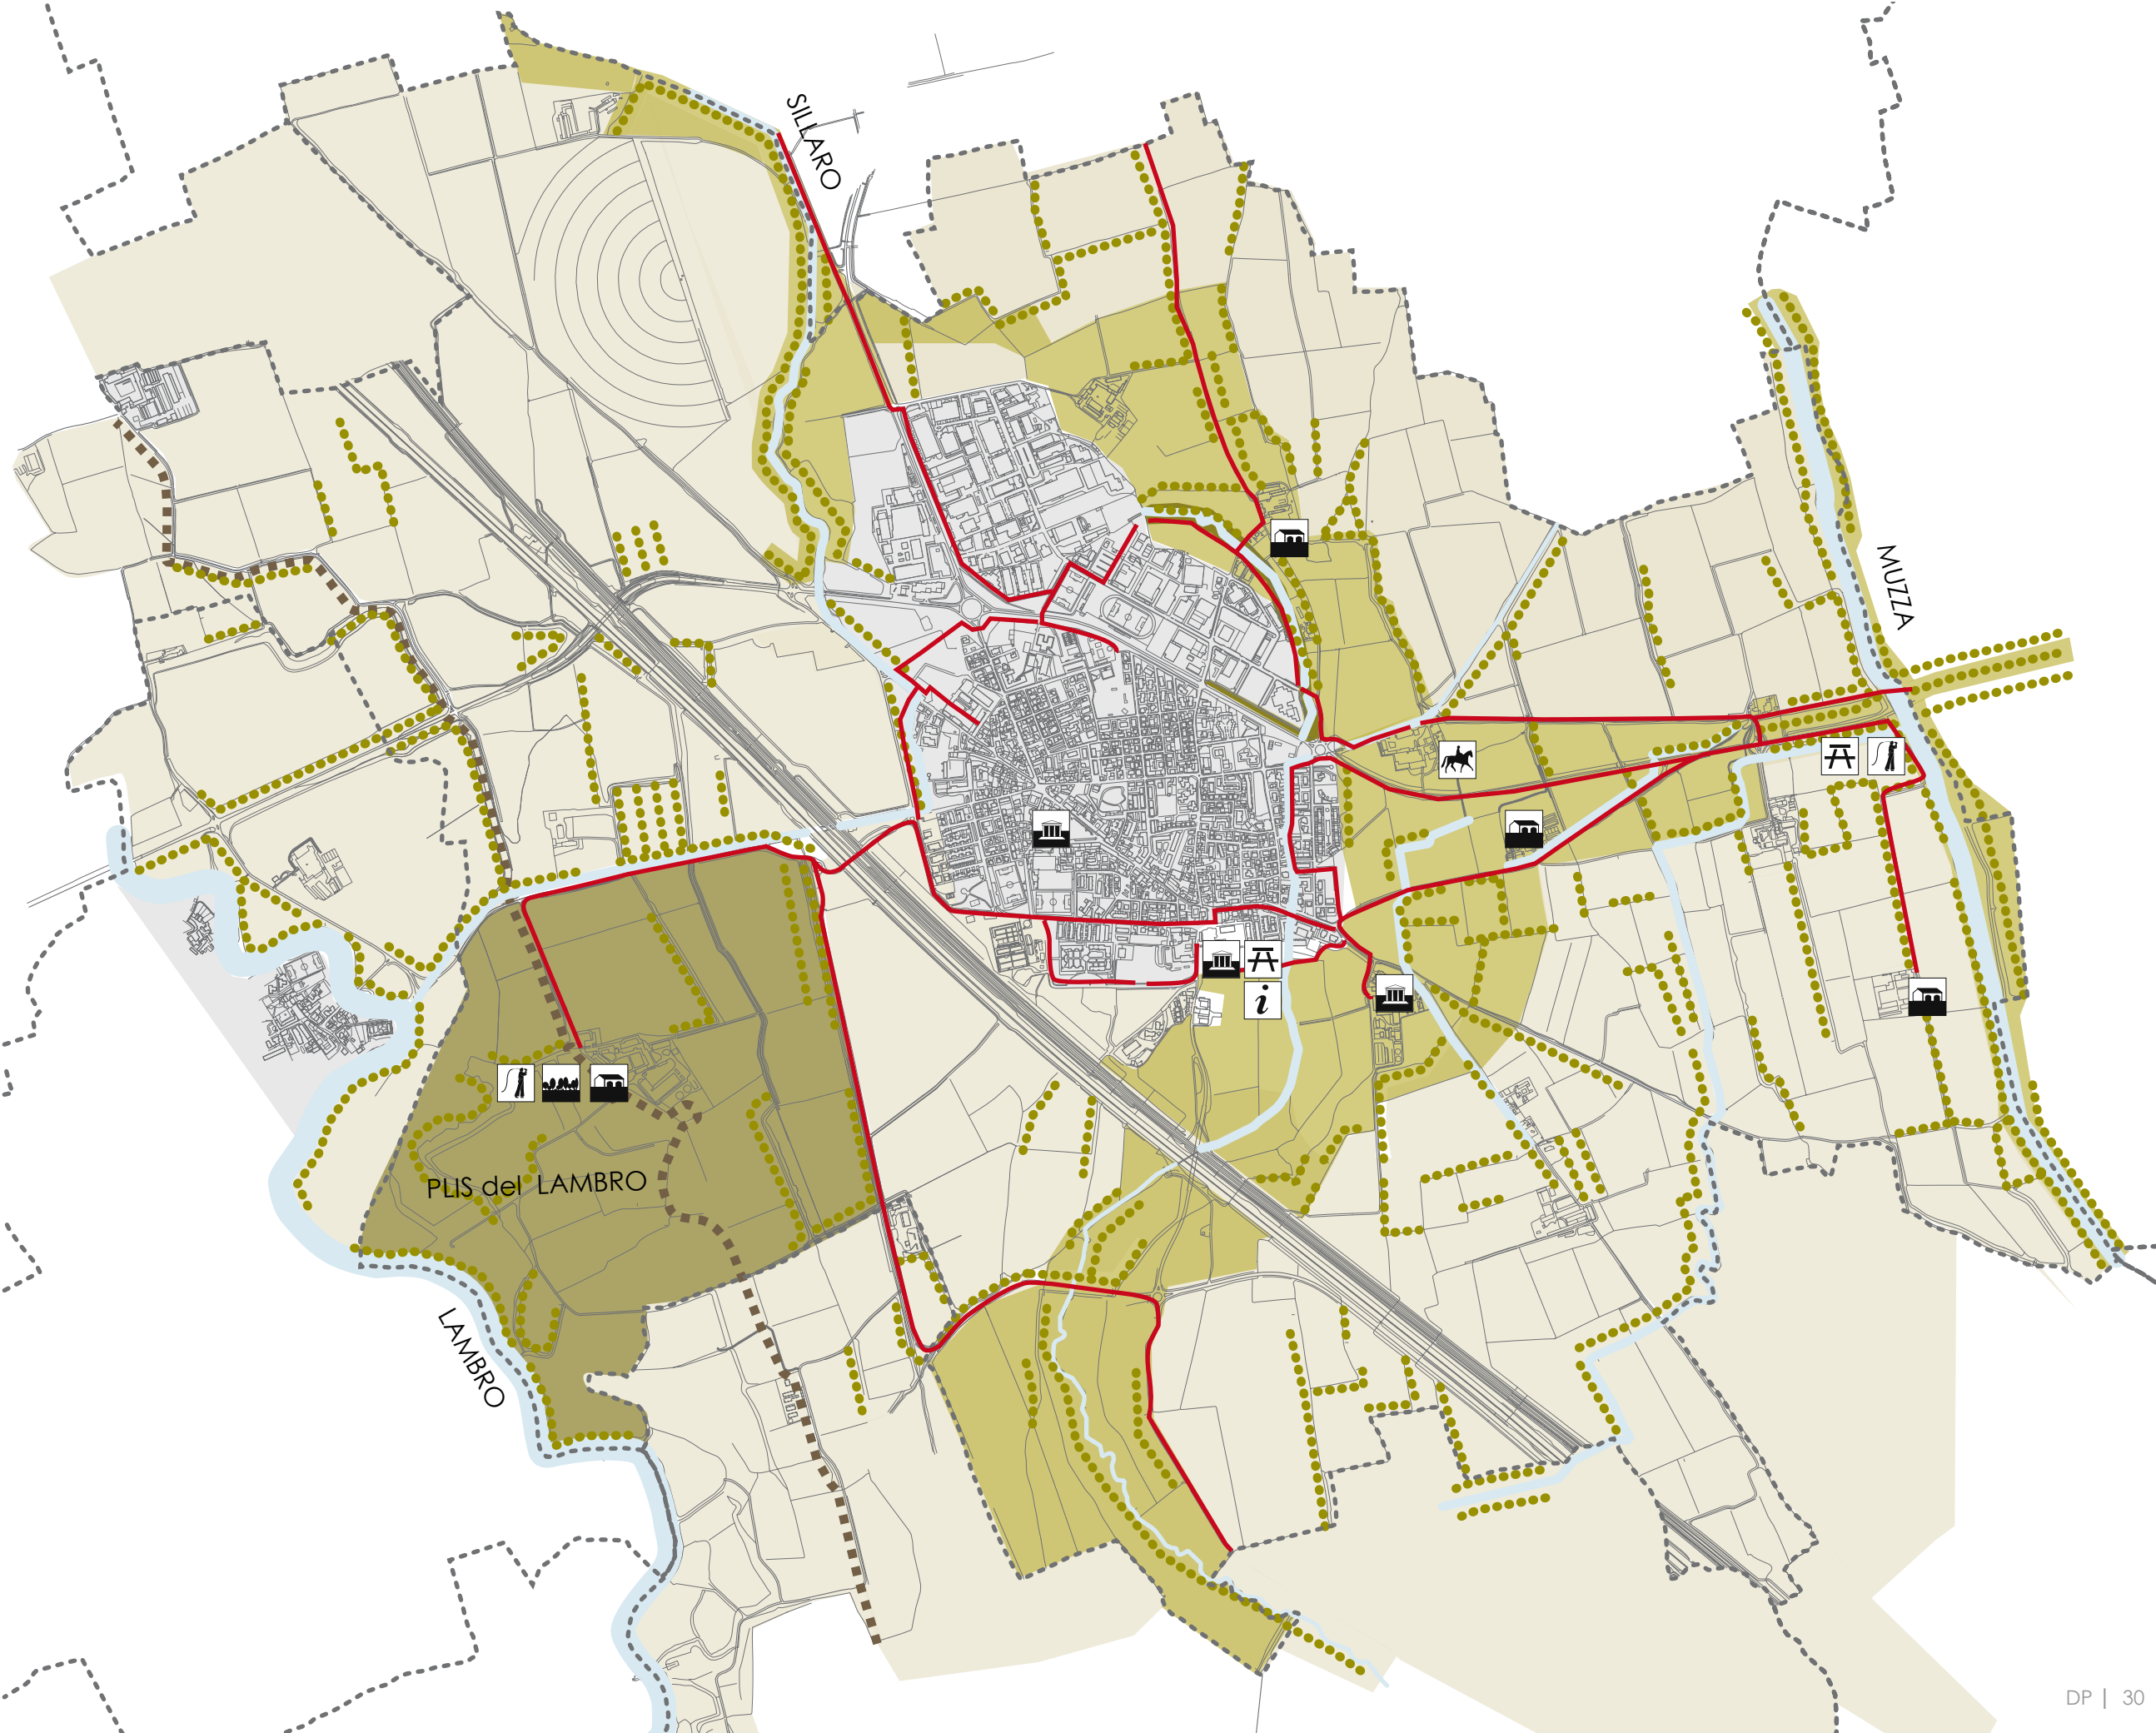 SILLARO
MUZZA
i
PLIS del LAMBRO
LAMBRO
DP | 30